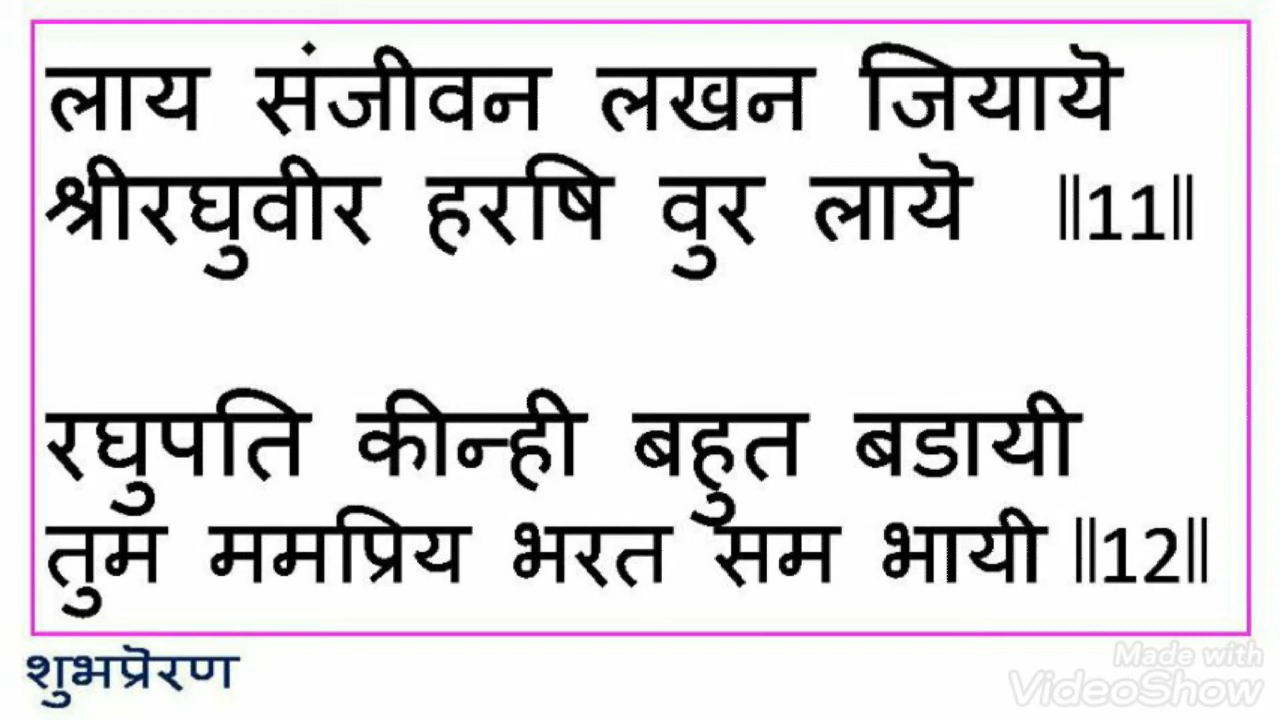 लाय संजीवन लखन जियायॆ
श्रीरघुवीर हरषि वुर लायॆ ॥11॥
रघुपति कीन्ही बहुत बडायी
तुम ममप्रिय भरत सम भायी ॥12॥
शुभप्रॆरण
Made with
VideoShow